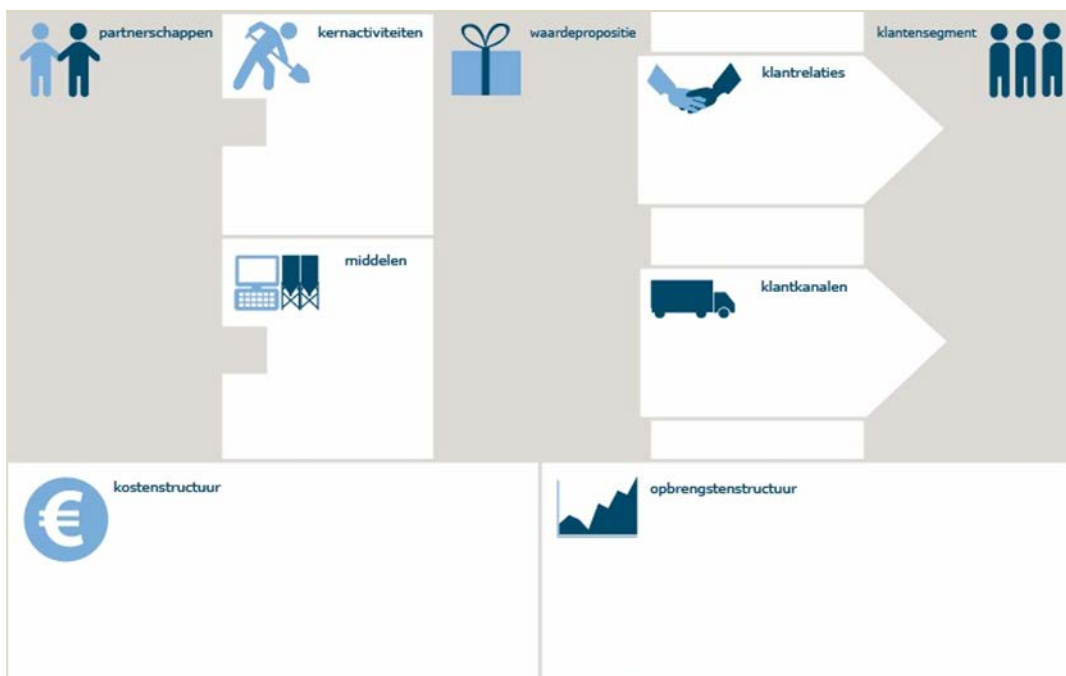 partnerschappen
kernactiviteiten
waardepropositie
klantensegment
klantrelaties
middelen
klantkanalen
kostenstructuur
€
opbrengstenstructuur